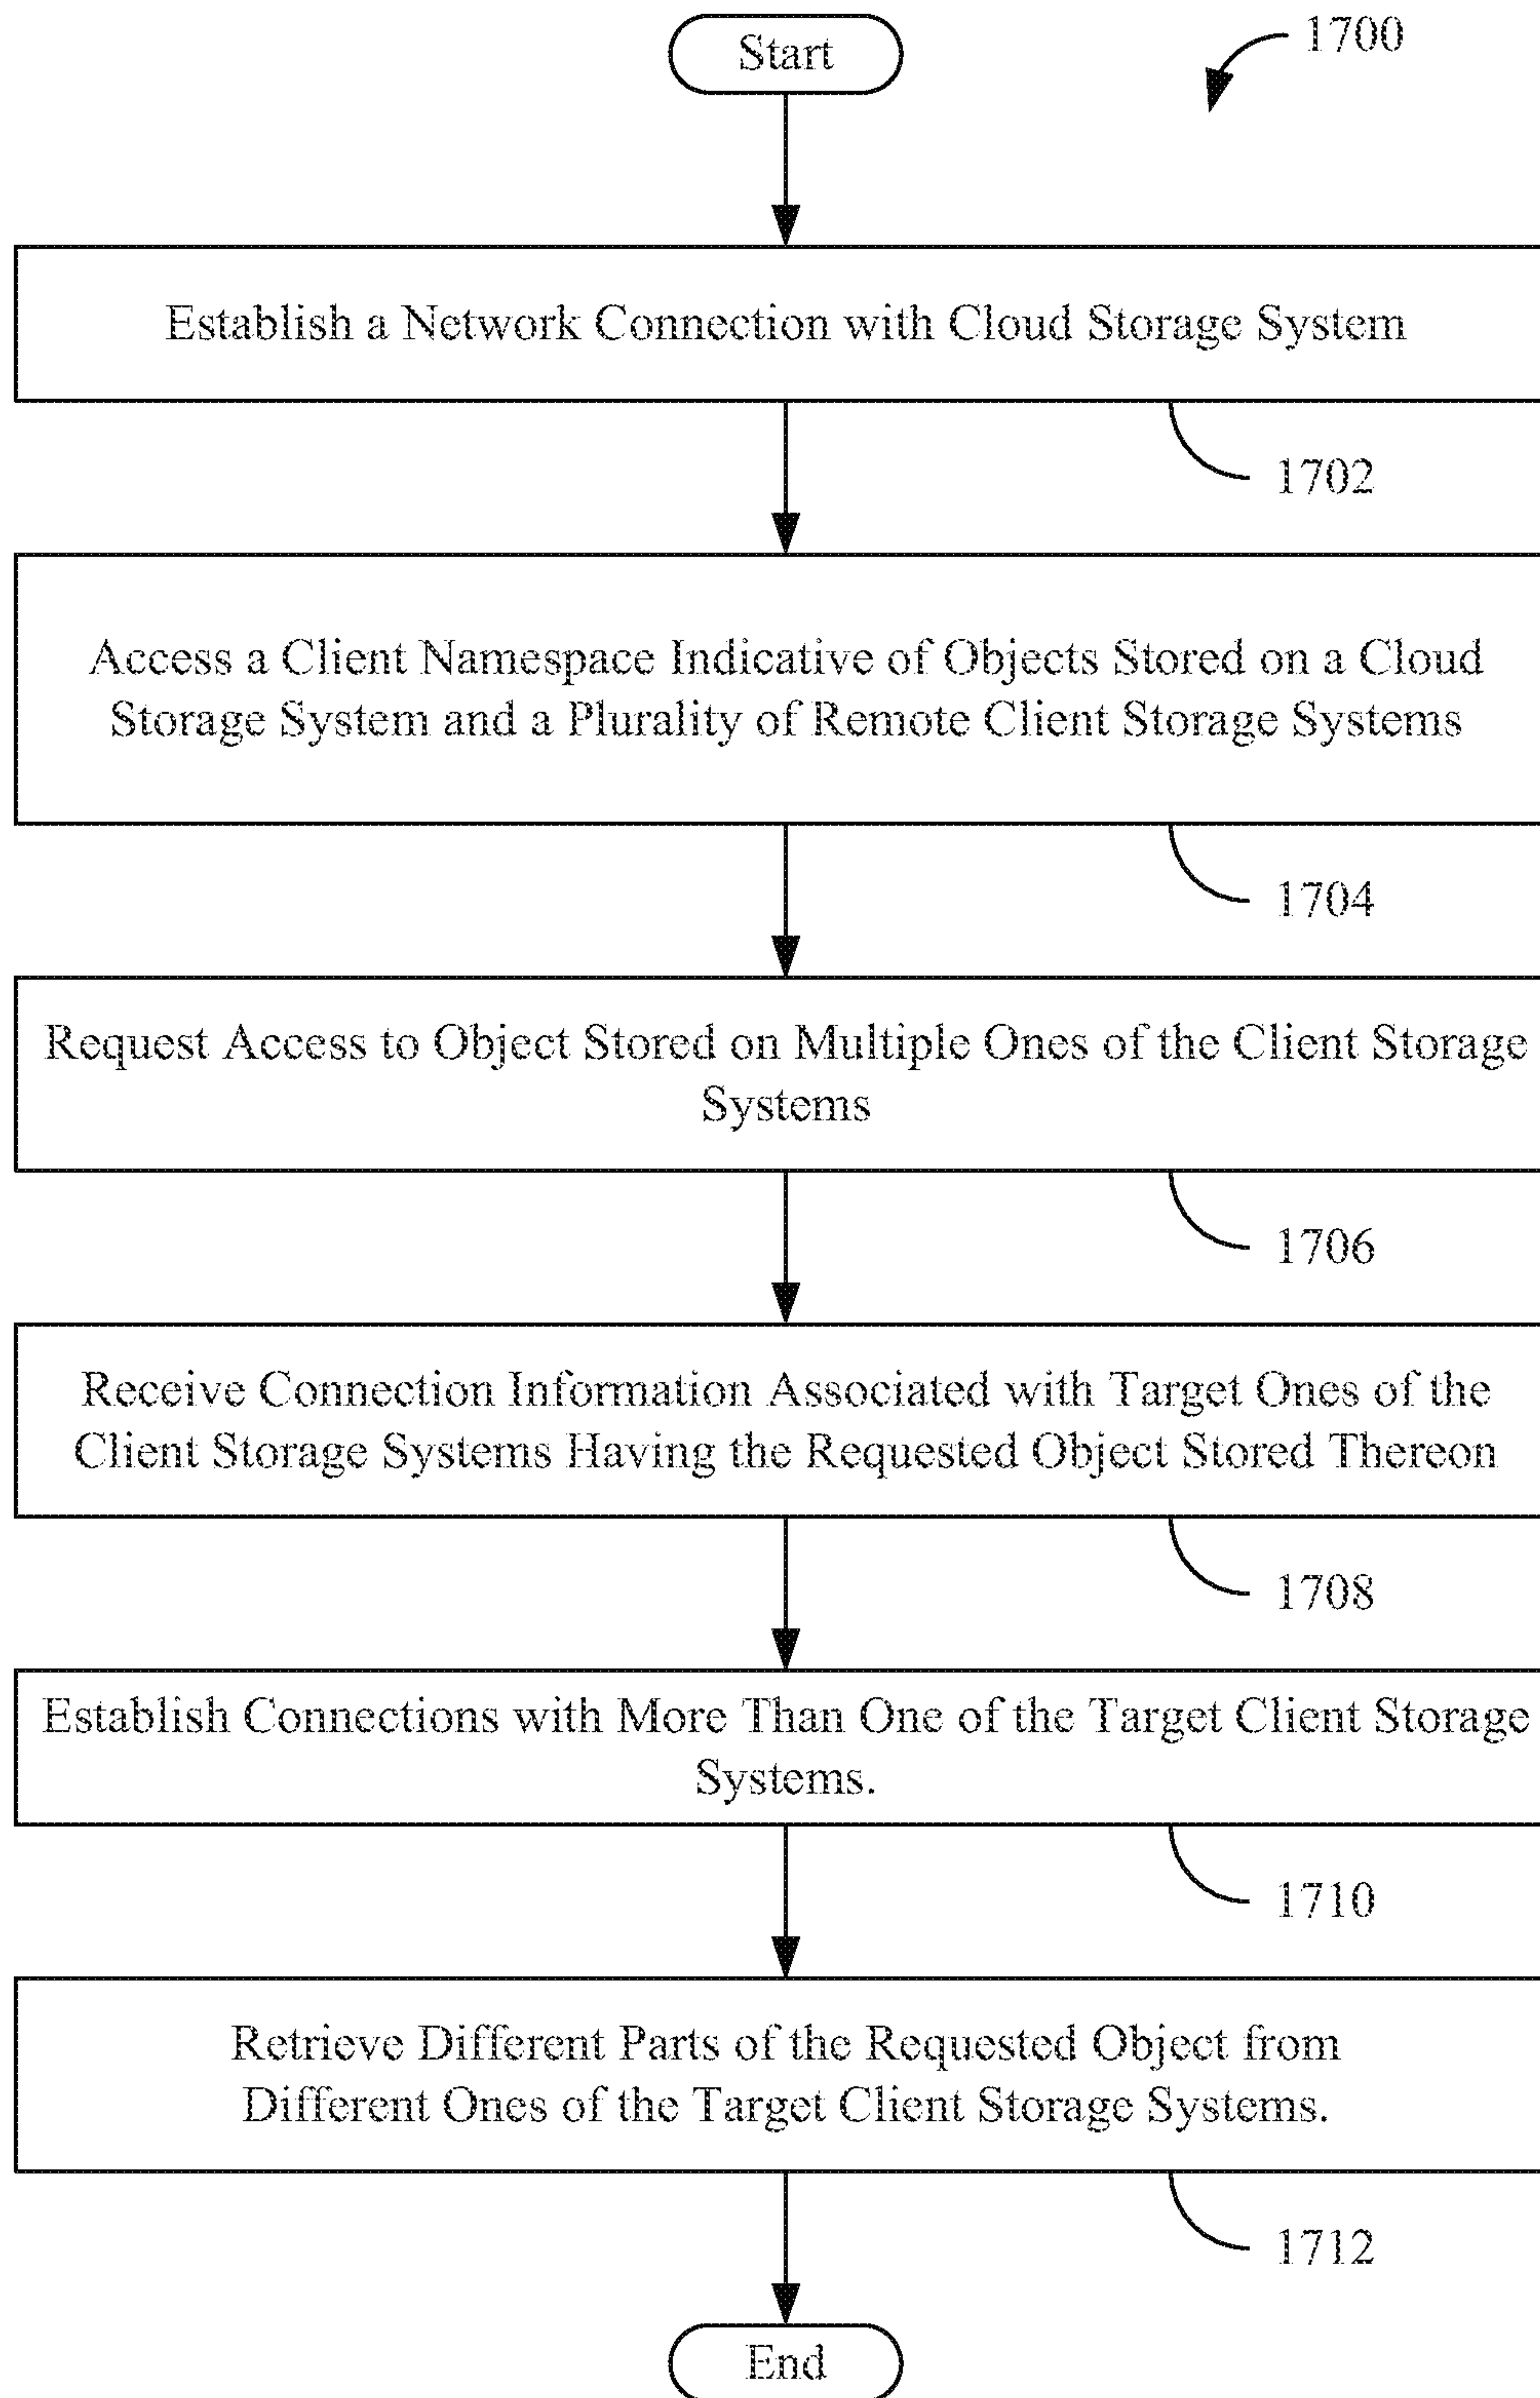 Start
1700
Establish a Network Connection with Cloud Storage System
1702
Access a Client Namespace Indicative of Objects Stored on a Cloud
Storage System and a Plurality of Remote Client Storage Systems
1704
Request Access to Object Stored on Multiple Ones of the Client Storage
Systems
1706
Receive Connection Information Associated with Target Ones of the
Client Storage Systems Having the Requested Object Stored Thereon
1708
Establish Connections with More Than One of the Target Client Storage
Systems.
1710
Retrieve Different Parts of the Requested Object from
Different Ones of the Target Client Storage Systems.
1712
End